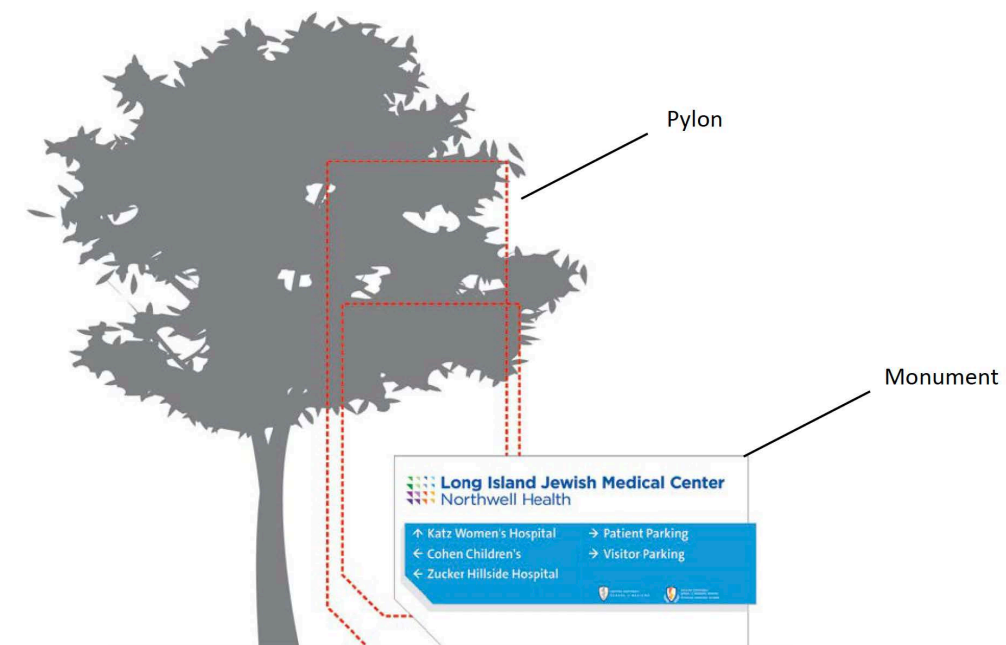 Pylon
Monument
Long Island Jewish Medical Center
Northwell Health
↑ Katz Women's Hospital
← Cohen Children's
← Zucker Hillside Hospital
→ Patient Parking
→ Visitor Parking